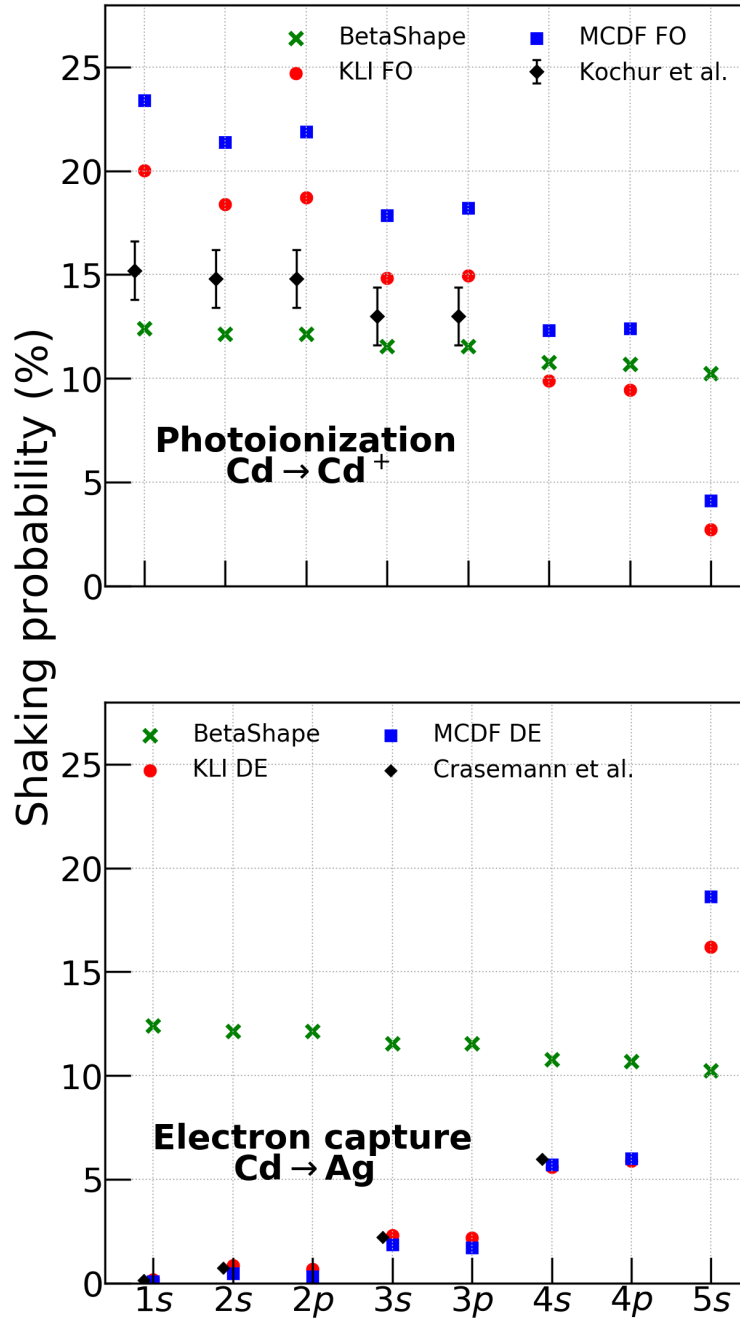 Shaking probability (%)
25
20
15
10
5
0
BetaShape
KLI FO
MCDF FO
Kochur et al.
Photoionization
Cd → Cd⁺
25
20
15
10
5
0
BetaShape
KLI DE
MCDF DE
Crasemann et al.
Electron capture
Cd → Ag
1s 2s 2p 3s 3p 4s 4p 5s